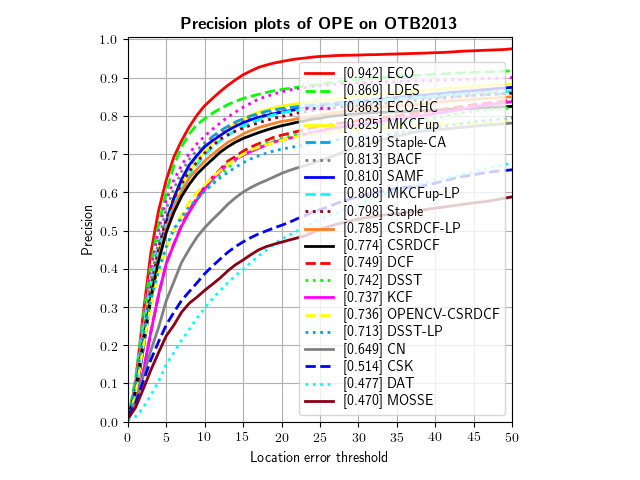 Precision plots of OPE on OTB2013
1.0
0.9
0.8
0.7
0.6
0.5
0.4
0.3
0.2
0.1
0.0
Precision
[0.942] ECO
[0.869] LDES
[0.863] ECO-HC
[0.825] MKCFup
[0.819] Staple-CA
[0.813] BACF
[0.810] SAMF
[0.808] MKCFup-LP
[0.798] Staple
[0.785] CSRDCF-LP
[0.774] CSRDCF
[0.749] DCF
[0.742] DSST
[0.737] KCF
[0.736] OPENCV-CSRDCF
[0.713] DSST-LP
[0.649] CN
[0.514] CSK
[0.477] DAT
[0.470] MOSSE
0 5 10 15 20 25 30 35 40 45 50
Location error threshold